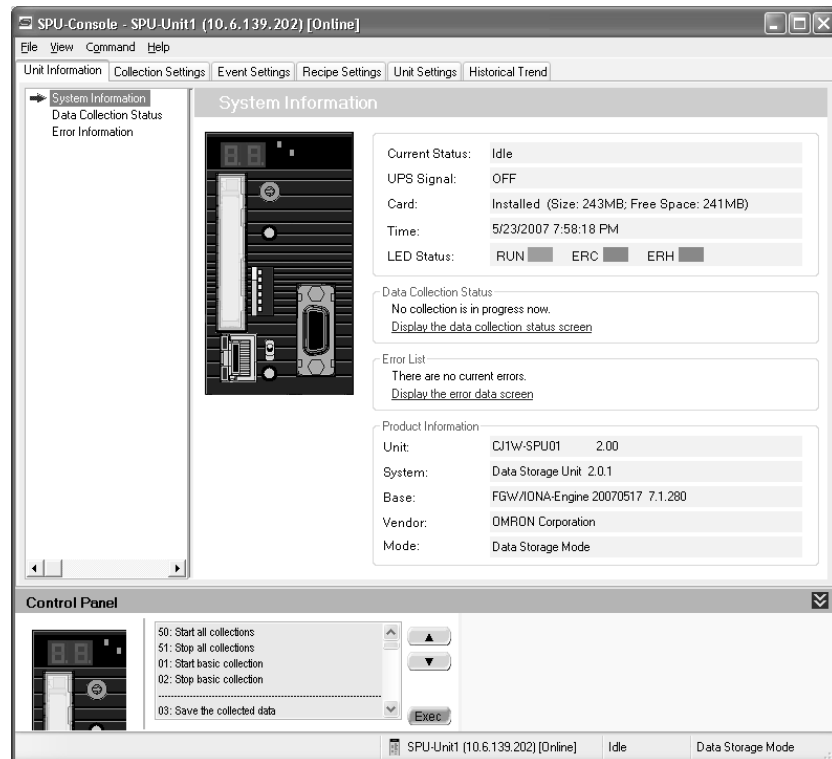 SPU-Console - SPU-Unit1 (10.6.139.202) [Online]
File View Command Help
Unit Information Collection Settings Event Settings Recipe Settings Unit Settings Historical Trend
System Information
Data Collection Status
Error Information
System Information
Current Status: Idle
UPS Signal: OFF
Card: Installed (Size: 243MB; Free Space: 241MB)
Time: 5/23/2007 7:58:18 PM
LED Status: RUN ERC ERH
Data Collection Status
No collection is in progress now.
Display the data collection status screen
Error List
There are no current errors.
Display the error data screen
Product Information
Unit: CJ1W-SPU01 2.00
System: Data Storage Unit 2.0.1
Base: FGW/IONA-Engine 20070517 7.1.280
Vendor: OMRON Corporation
Mode: Data Storage Mode
Control Panel
50: Start all collections
51: Stop all collections
01: Start basic collection
02: Stop basic collection
03: Save the collected data
Exec
SPU-Unit1 (10.6.139.202) [Online] Idle Data Storage Mode